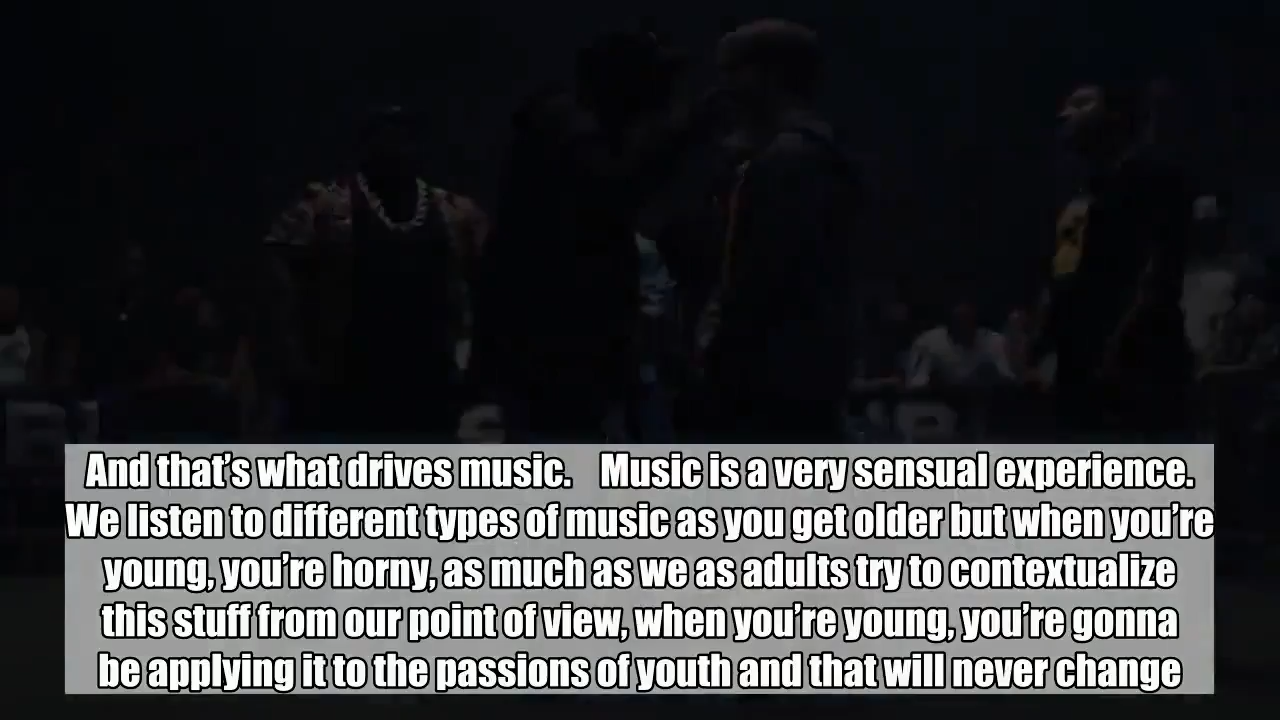 And that’s what drives music.    Music is a very sensual experience.
We listen to different types of music as you get older but when you’re
young, you’re horny, as much as we as adults try to contextualize
this stuff from our point of view, when you’re young, you’re gonna
be applying it to the passions of youth and that will never change